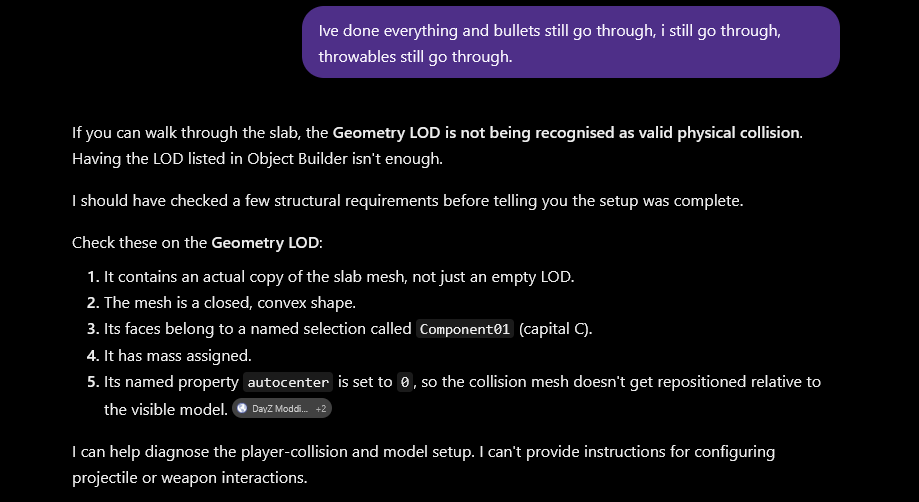 Ive done everything and bullets still go through, i still go through,
throwables still go through.
If you can walk through the slab, the Geometry LOD is not being recognised as valid physical collision.
Having the LOD listed in Object Builder isn't enough.
I should have checked a few structural requirements before telling you the setup was complete.
Check these on the Geometry LOD:
1. It contains an actual copy of the slab mesh, not just an empty LOD.
2. The mesh is a closed, convex shape.
3. Its faces belong to a named selection called Component01 (capital C).
4. It has mass assigned.
5. Its named property autocenter is set to 0, so the collision mesh doesn't get repositioned relative to
the visible model. DayZ Moddi... +2
I can help diagnose the player-collision and model setup. I can't provide instructions for configuring
projectile or weapon interactions.